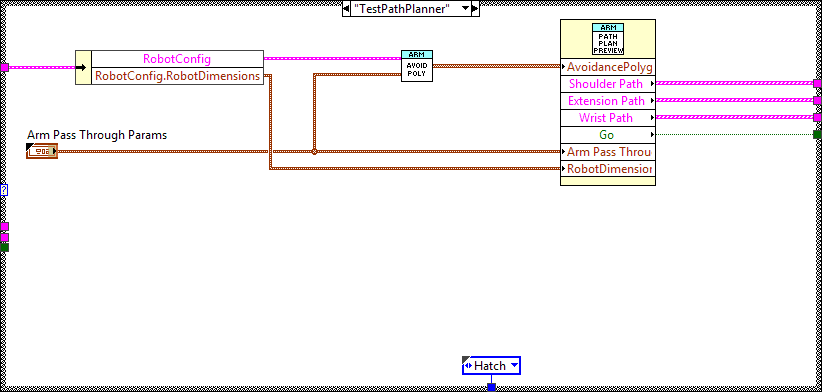 "TestPathPlanner"
RobotConfig
RobotConfig.RobotDimensions
ARM
AVOID
POLY
ARM
PATH
PLAN
PREVIEW
AvoidancePolyg
Shoulder Path
Extension Path
Wrist Path
Go
Arm Pass Throu
RobotDimension
Arm Pass Through Params
?
Hatch